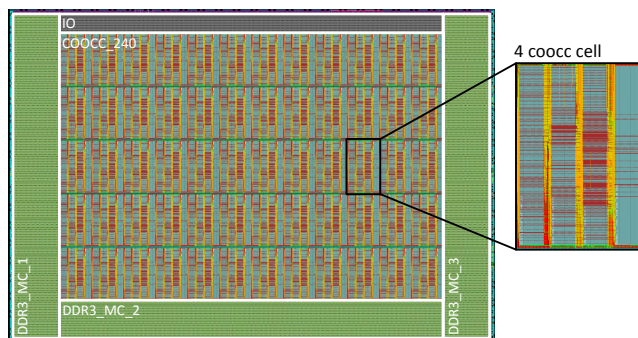 IO
COOCC_240
4 coocc cell
DDR3_MC_1
DDR3_MC_2
DDR3_MC_3